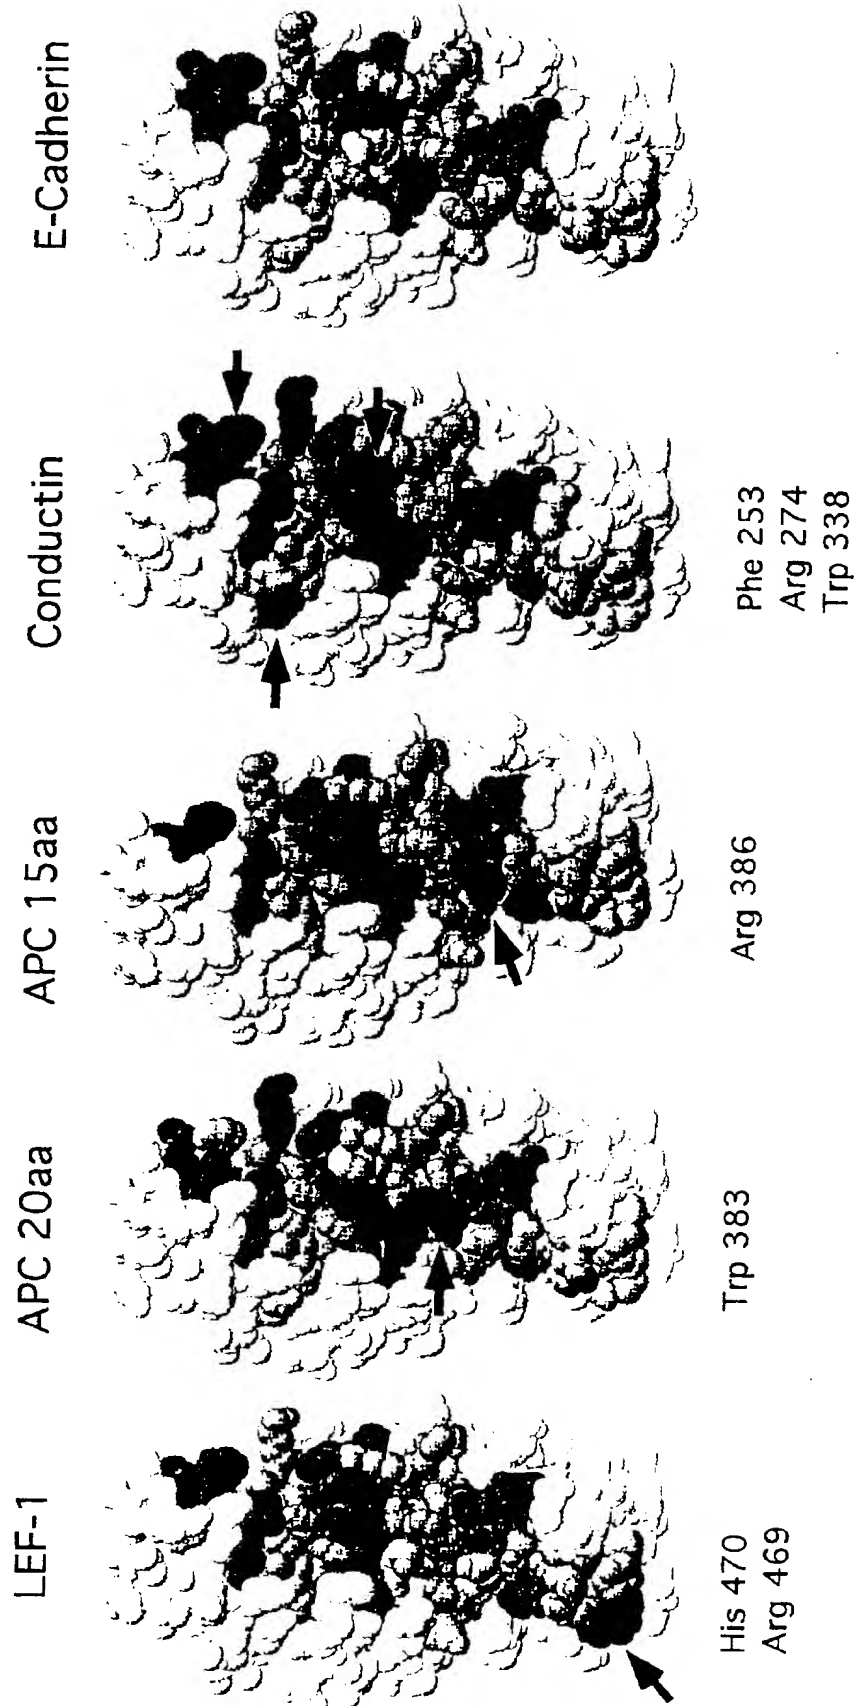 LEF-1
APC 20aa
APC 15aa
Conductin
E-Cadherin
His 470
Arg 469
Trp 383
Arg 386
Phe 253
Arg 274
Trp 338